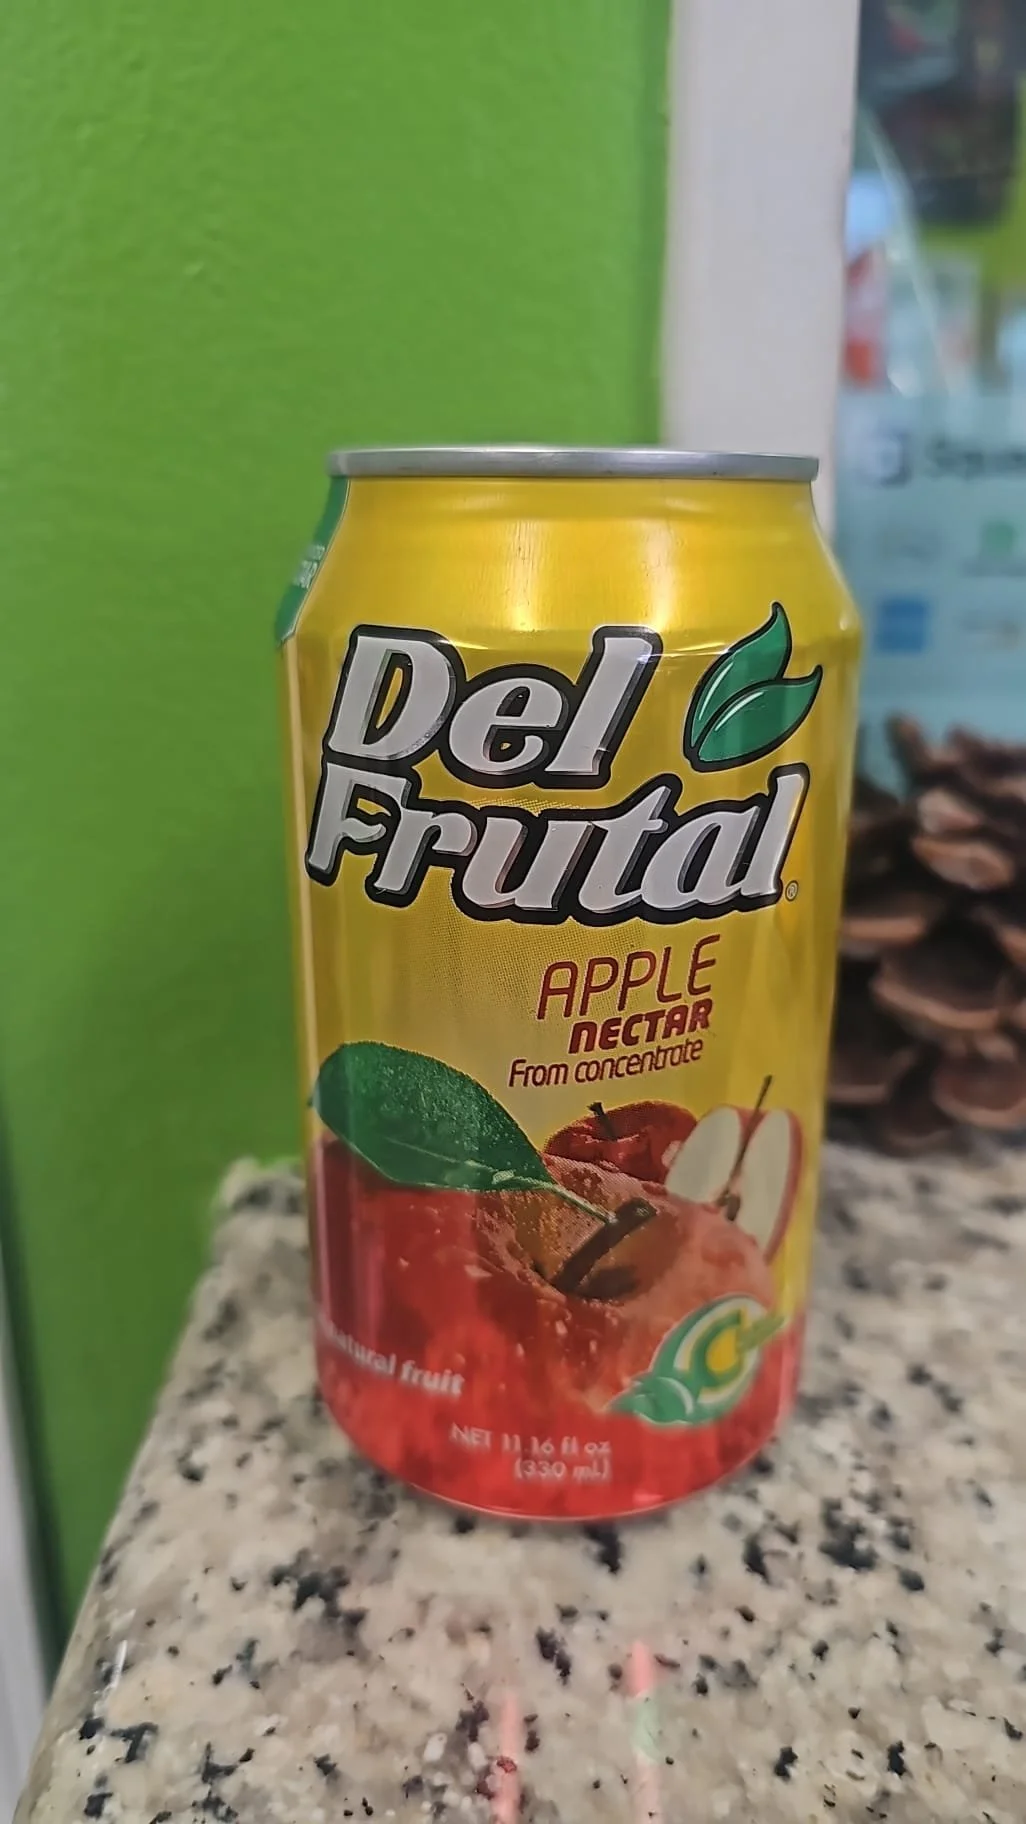 Del
Frutal®
APPLE
NECTAR
From concentrate
natural fruit
NET 11.16 fl oz
(330 mL)